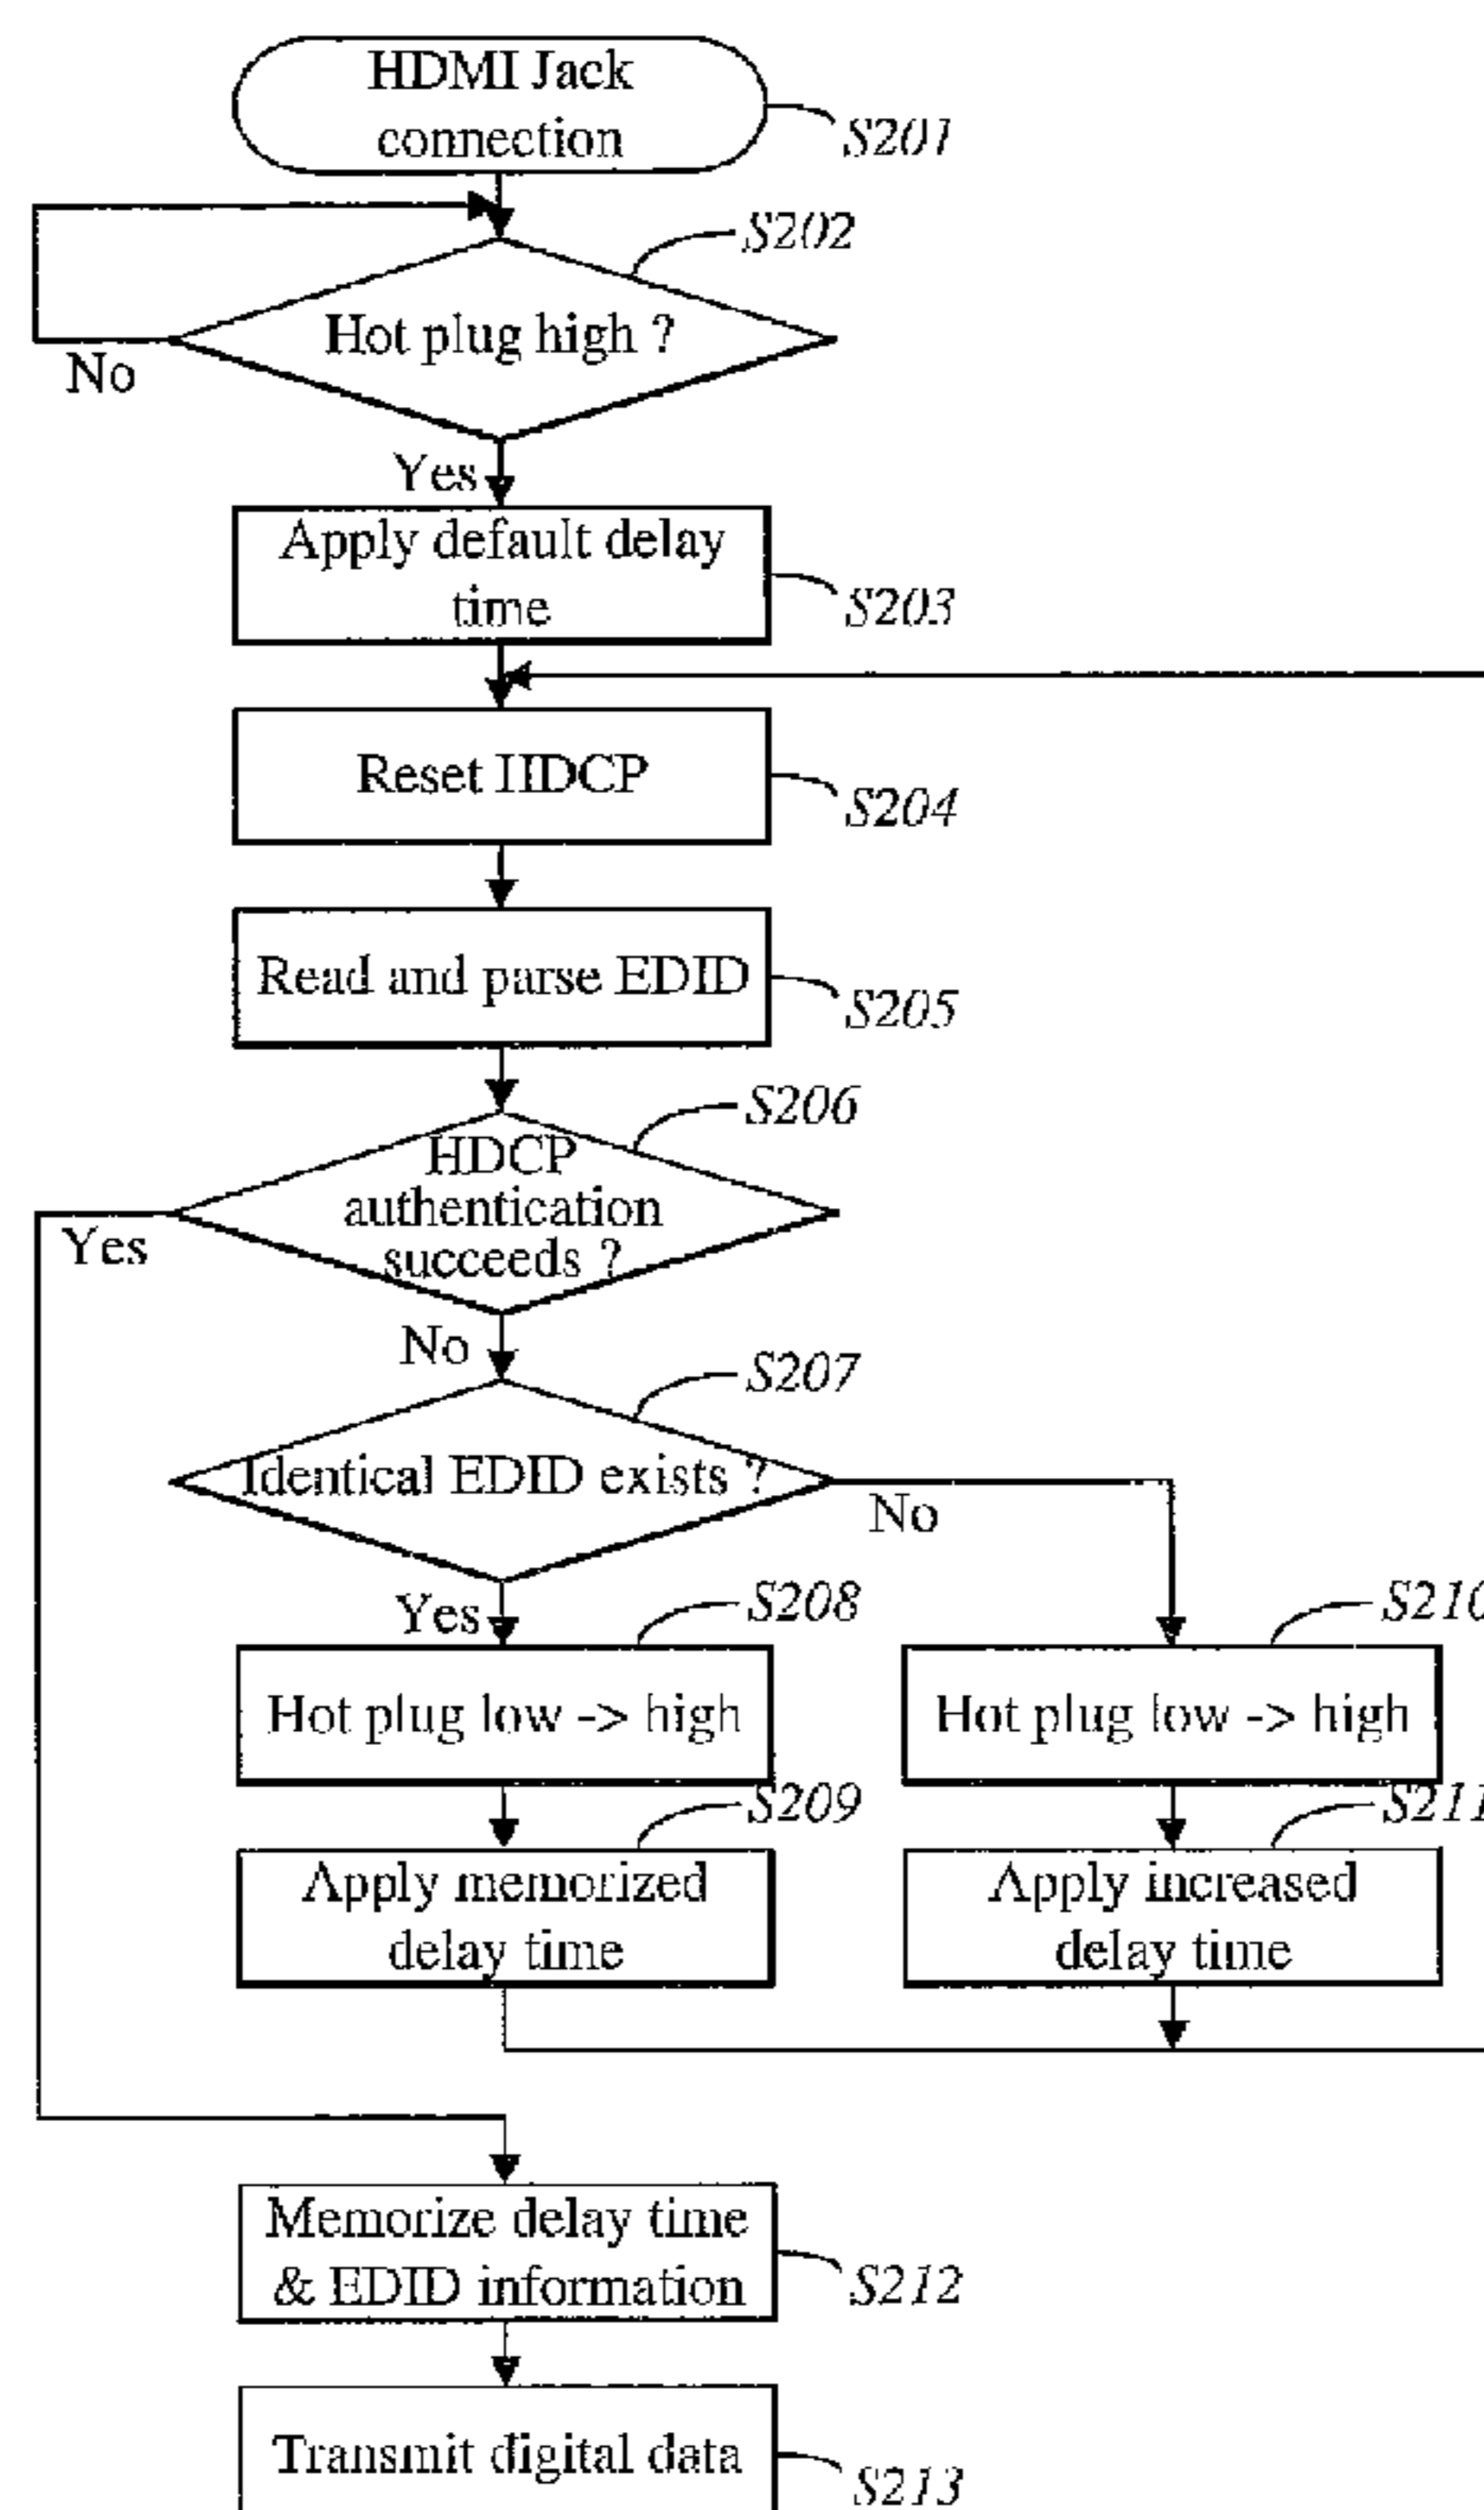 HDMI Jack
connection
S201
S202
Hot plug high ?
No
Yes
Apply default delay
time
S203
Reset HDCP
S204
Read and parse EDID
S205
S206
HDCP
authentication
succeeds ?
Yes
No
S207
Identical EDID exists ?
No
Yes
S208
S210
Hot plug low -> high
Hot plug low -> high
S209
S211
Apply memorized
delay time
Apply increased
delay time
Memorize delay time
& EDID information
S212
Transmit digital data
S213